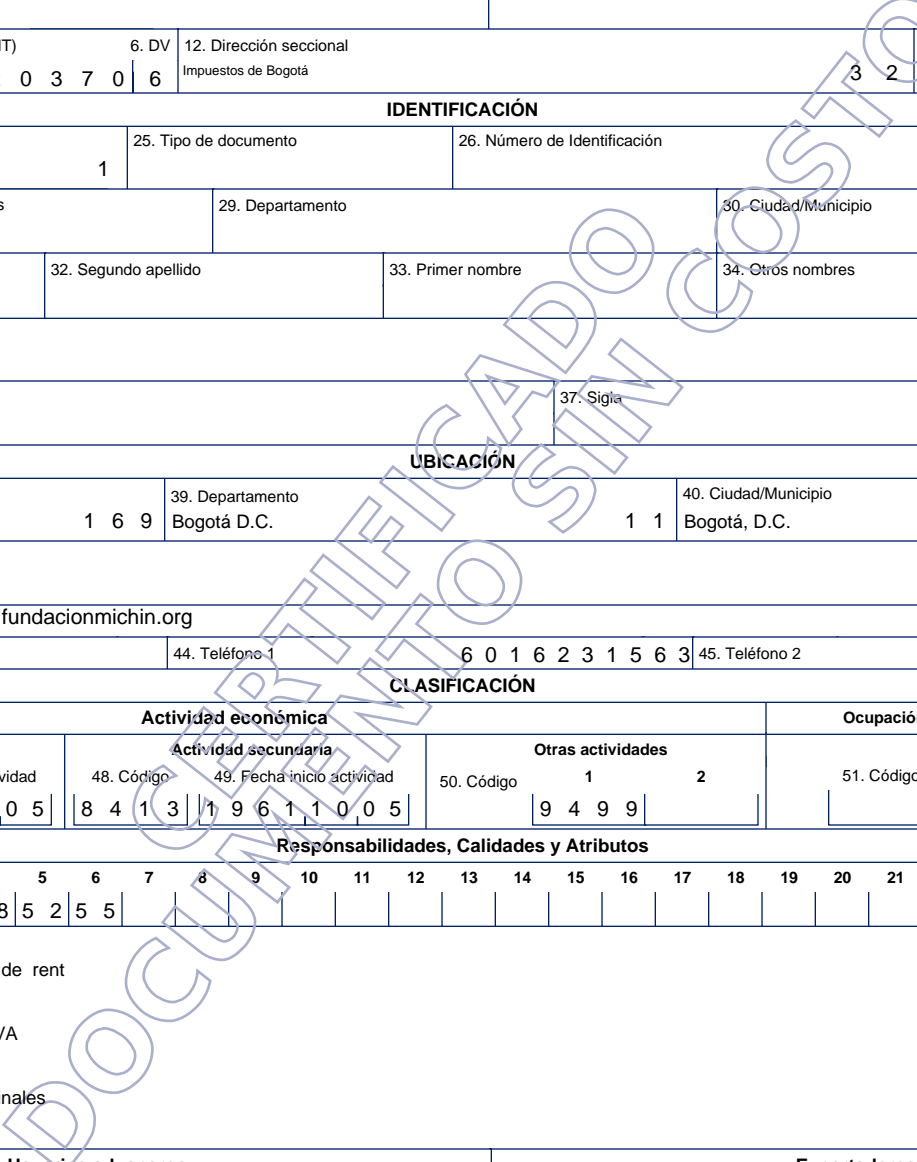 IT) 6. DV 12. Dirección seccional
0 3 7 0 6 Impuestos de Bogotá 3 2
IDENTIFICACIÓN
25. Tipo de documento 26. Número de Identificación
1
s 29. Departamento 30. Ciudad/Municipio
32. Segundo apellido 33. Primer nombre 34. Otros nombres
37. Sigla
UBICACIÓN
39. Departamento 40. Ciudad/Municipio
1 6 9 Bogotá D.C. 1 1 Bogotá, D.C.
fundacionmichin.org
44. Teléfono 1 6 0 1 6 2 3 1 5 6 3 45. Teléfono 2
CLASIFICACIÓN
Actividad económica Ocupació
Actividad secundaria Otras actividades
vidad 48. Código 49. Fecha inicio actividad 50. Código 1 2 51. Código
0 5 8 4 1 3 1 9 6 1 1 0 0 5 9 4 9 9
Responsabilidades, Calidades y Atributos
5 6 7 8 9 10 11 12 13 14 15 16 17 18 19 20 21
8 5 2 5 5
de rent
VA
nales
CERTIFICADO
DOCUMENTO SIN COSTO